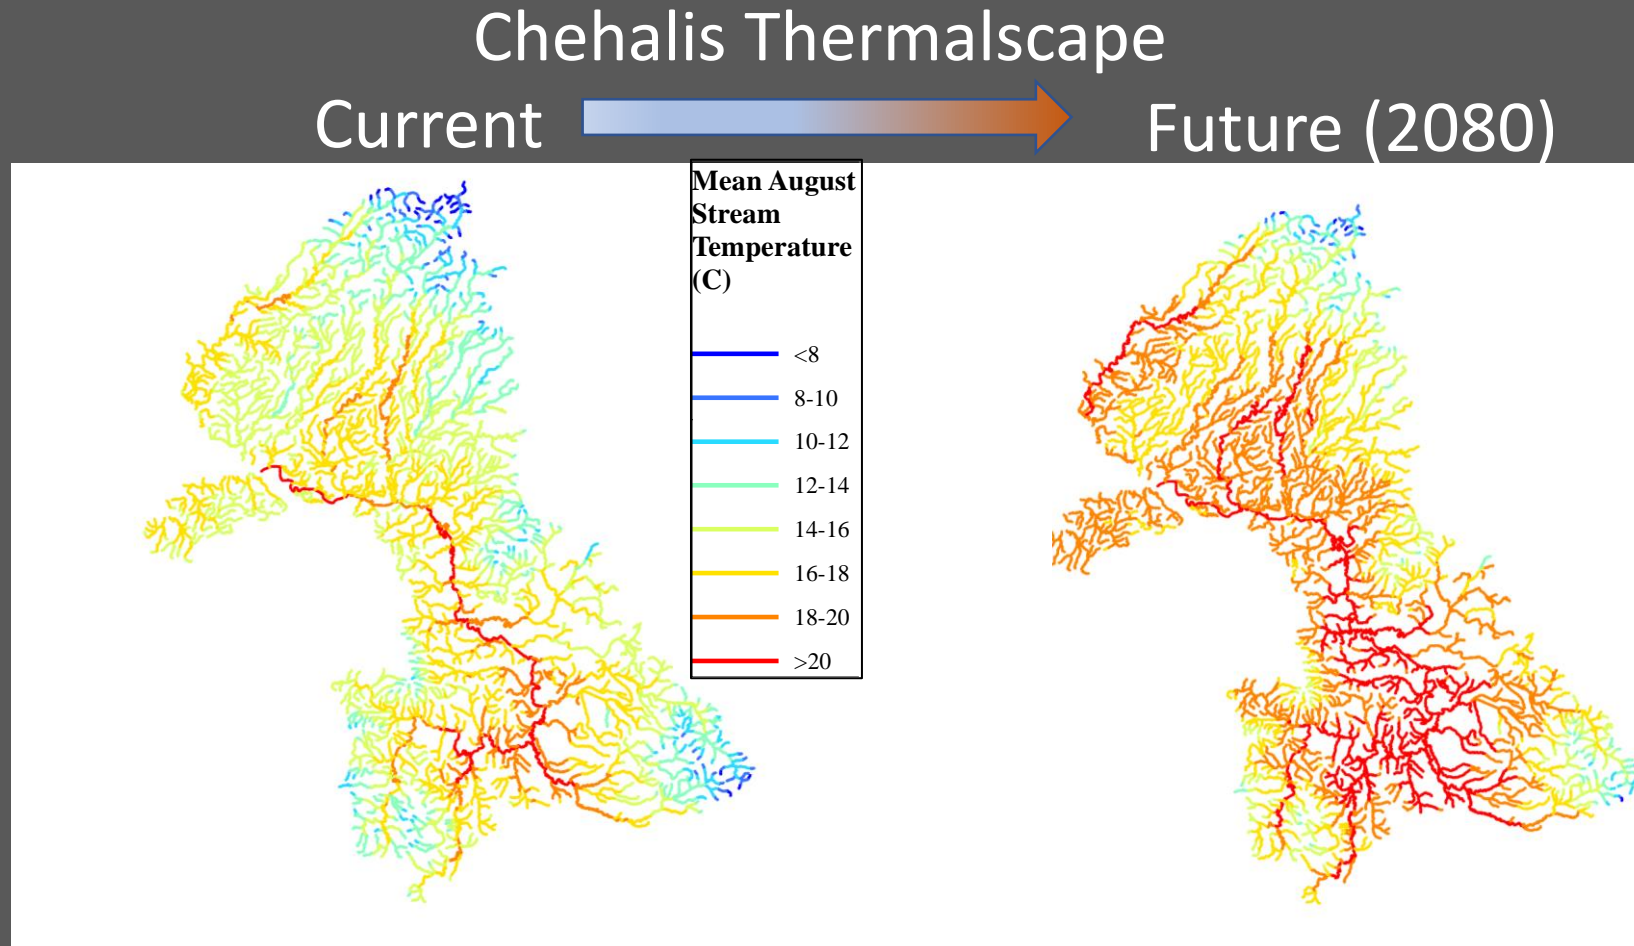 Chehalis Thermalscape
Current
Future (2080)
Mean August
Stream
Temperature
(C)
<8
8-10
10-12
12-14
14-16
16-18
18-20
>20